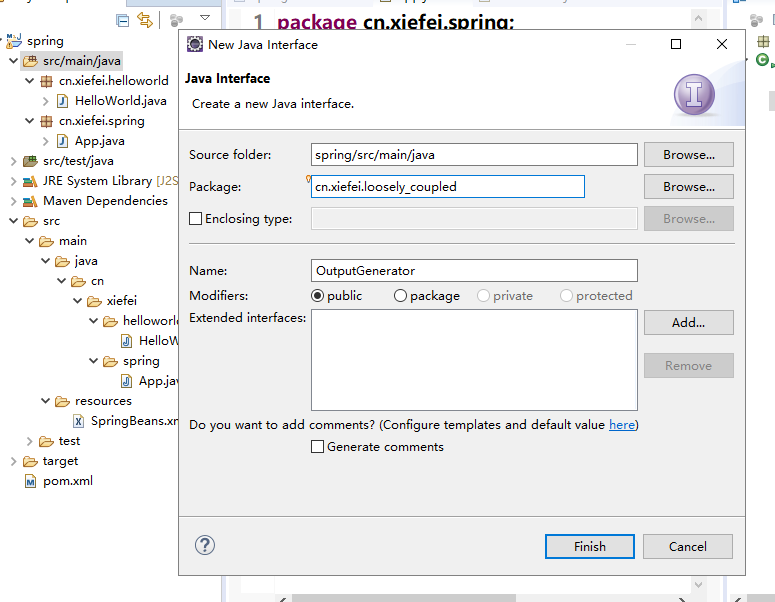 1 package cn.xiefei.spring;
spring
src/main/java
cn.xiefei.helloworld
HelloWorld.java
cn.xiefei.spring
App.java
src/test/java
JRE System Library [J2S
Maven Dependencies
src
main
java
cn
xiefei
helloworld
HelloW
spring
App.jav
resources
SpringBeans.xm
test
target
pom.xml
New Java Interface
Java Interface
Create a new Java interface.
Source folder: spring/src/main/java Browse...
Package: cn.xiefei.loosely_coupled Browse...
Enclosing type: Browse...
Name: OutputGenerator
Modifiers: public package private protected
Extended interfaces: Add...
Remove
Do you want to add comments? (Configure templates and default value here)
Generate comments
? Finish Cancel